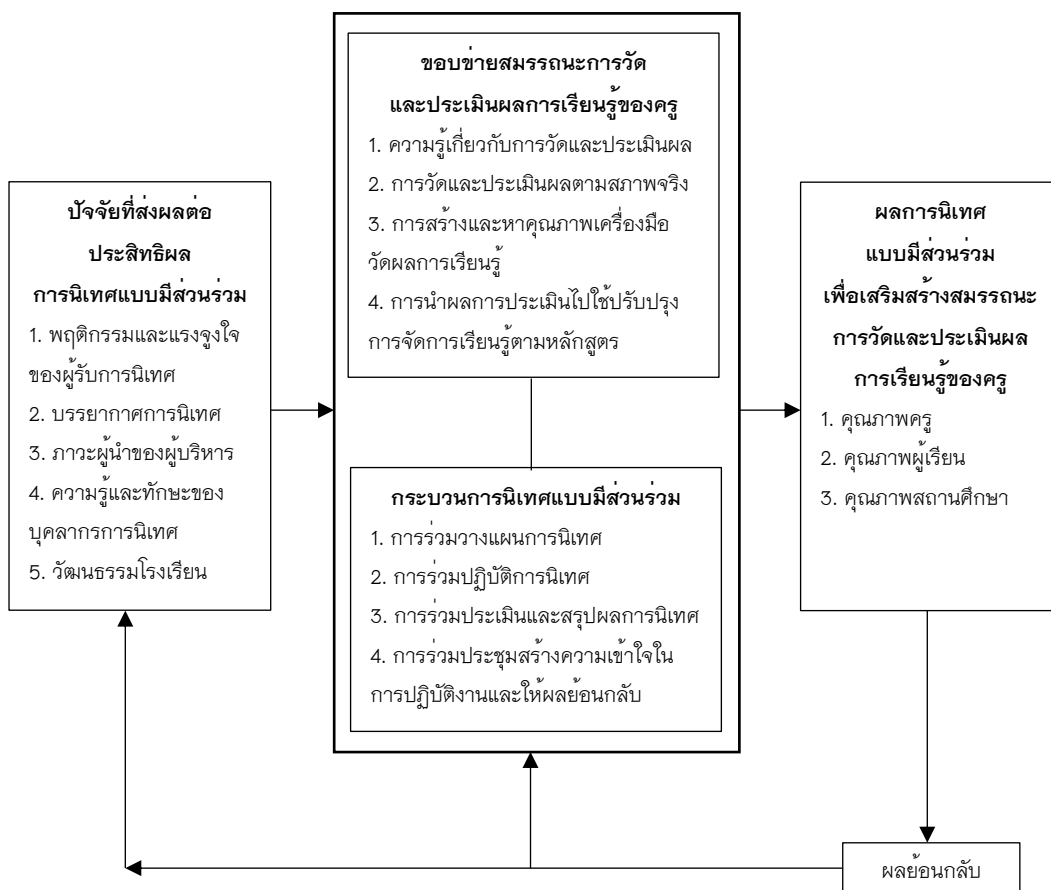 ปัจจัยที่ส่งผลต่อ
ประสิทธิผล
การนิเทศแบบมีส่วนร่วม
1. พฤติกรรมและแรงจูงใจ
ของผู้รับการนิเทศ
2. บรรยากาศการนิเทศ
3. ภาวะผู้นำของผู้บริหาร
4. ความรู้และทักษะของ
บุคลากรการนิเทศ
5. วัฒนธรรมโรงเรียน
ขอบข่ายสมรรถนะการวัด
และประเมินผลการเรียนรู้ของครู
1. ความรู้เกี่ยวกับการวัดและประเมินผล
2. การวัดและประเมินผลตามสภาพจริง
3. การสร้างและหาคุณภาพเครื่องมือ
วัดผลการเรียนรู้
4. การนำผลการประเมินไปใช้ปรับปรุง
การจัดการเรียนรู้ตามหลักสูตร
กระบวนการนิเทศแบบมีส่วนร่วม
1. การร่วมวางแผนการนิเทศ
2. การร่วมปฏิบัติการนิเทศ
3. การร่วมประเมินและสรุปผลการนิเทศ
4. การร่วมประชุมสร้างความเข้าใจใน
การปฏิบัติงานและให้ผลย้อนกลับ
ผลการนิเทศ
แบบมีส่วนร่วม
เพื่อเสริมสร้างสมรรถนะ
การวัดและประเมินผล
การเรียนรู้ของครู
1. คุณภาพครู
2. คุณภาพผู้เรียน
3. คุณภาพสถานศึกษา
ผลย้อนกลับ